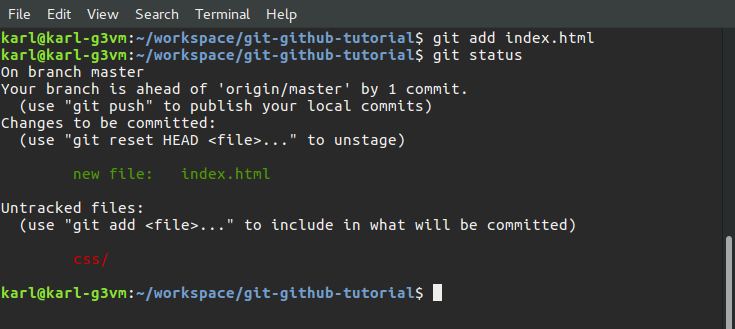 File Edit View Search Terminal Help
karl@karl-g3vm:~/workspace/git-github-tutorial$ git add index.html
karl@karl-g3vm:~/workspace/git-github-tutorial$ git status
On branch master
Your branch is ahead of 'origin/master' by 1 commit.
  (use "git push" to publish your local commits)
Changes to be committed:
  (use "git reset HEAD <file>..." to unstage)
        new file:   index.html
Untracked files:
  (use "git add <file>..." to include in what will be committed)
        css/
karl@karl-g3vm:~/workspace/git-github-tutorial$